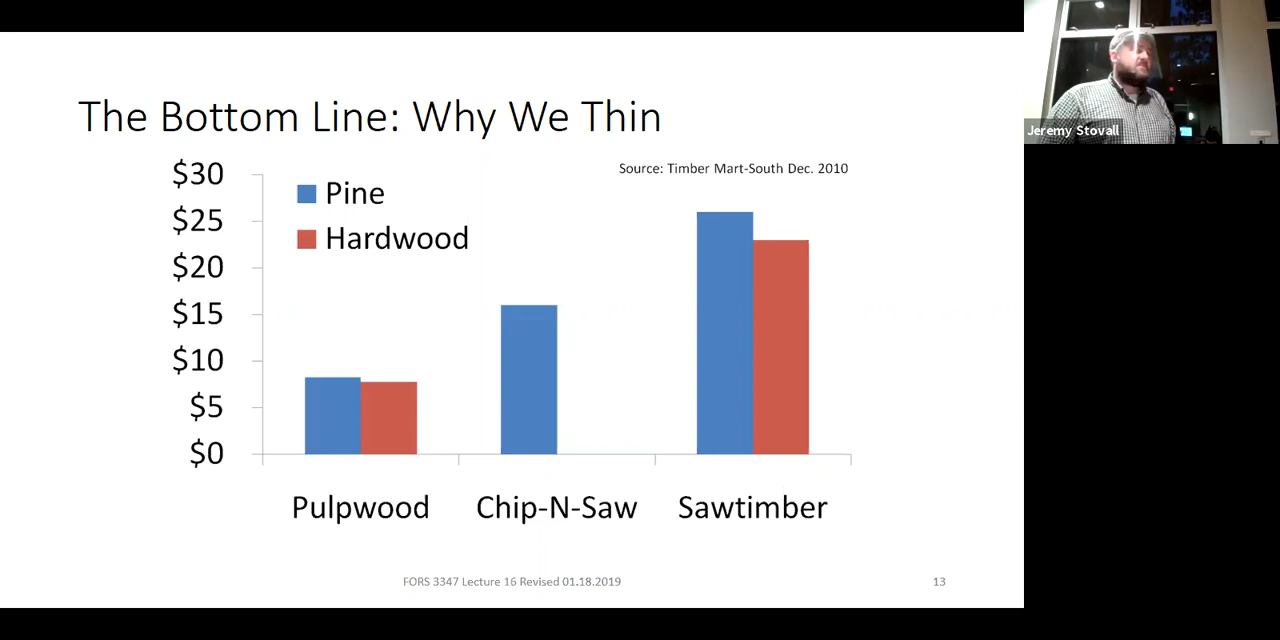 The Bottom Line: Why We Thin
Source: Timber Mart-South Dec. 2010
$30
$25
$20
$15
$10
$5
$0
Pine
Hardwood
Pulpwood
Chip-N-Saw
Sawtimber
FORS 3347 Lecture 16 Revised 01.18.2019
13
Jeremy Stovall